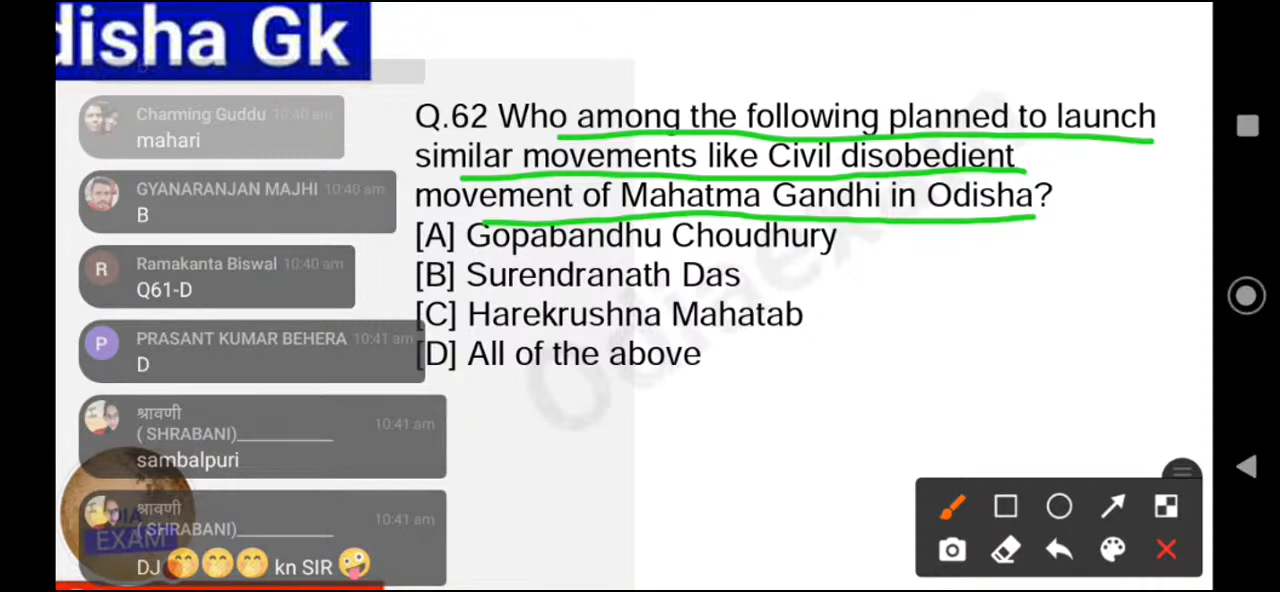 disha Gk
Charming Guddu 10:40 am
mahari
GYANARANJAN MAJHI 10:40 am
B
R
Ramakanta Biswal 10:40 am
Q61-D
P
PRASANT KUMAR BEHERA 10:41 am
D
श्रावणी
( SHRABANI)____________
10:41 am
sambalpuri
श्रावणी
( SHRABANI)____________
10:41 am
EXAM
DJ 🤭🤭🤭 kn SIR 🤪
Q.62 Who among the following planned to launch
similar movements like Civil disobedient
movement of Mahatma Gandhi in Odisha?
[A] Gopabandhu Choudhury
[B] Surendranath Das
[C] Harekrushna Mahatab
[D] All of the above